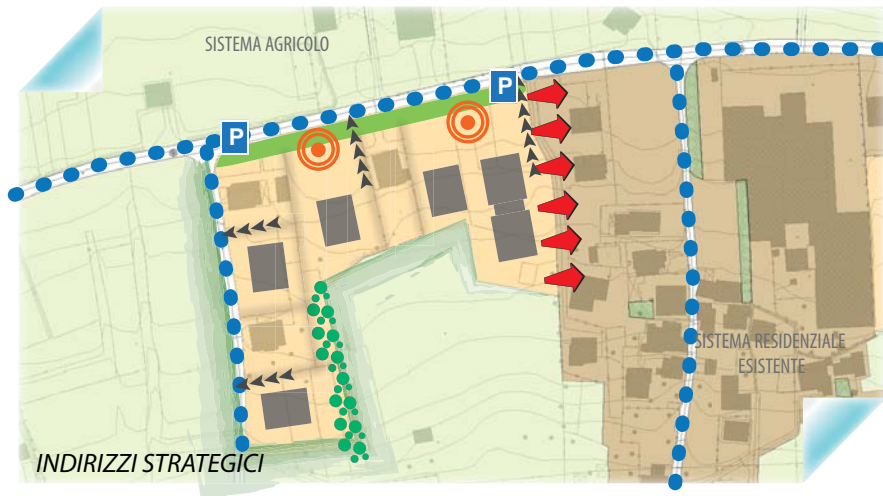 SISTEMA AGRICOLO
P
P
SISTEMA RESIDENZIALE
ESISTENTE
INDIRIZZI STRATEGICI